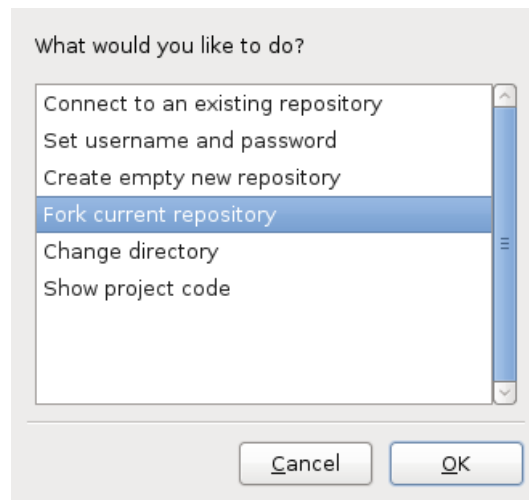 What would you like to do?
Connect to an existing repository
Set username and password
Create empty new repository
Fork current repository
Change directory
Show project code
Cancel
OK